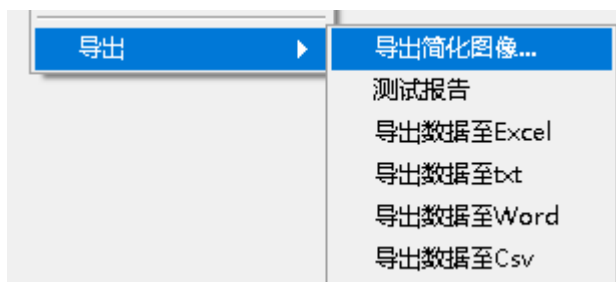 导出
导出简化图像...
测试报告
导出数据至Excel
导出数据至txt
导出数据至Word
导出数据至Csv